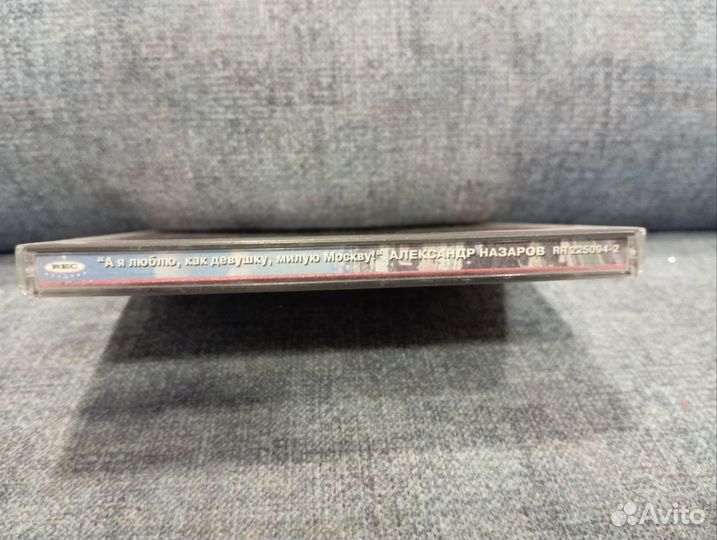 REC
"А я люблю, как девушку, милую Москву!" АЛЕКСАНДР НАЗАРОВ RR 225094-2
Avito